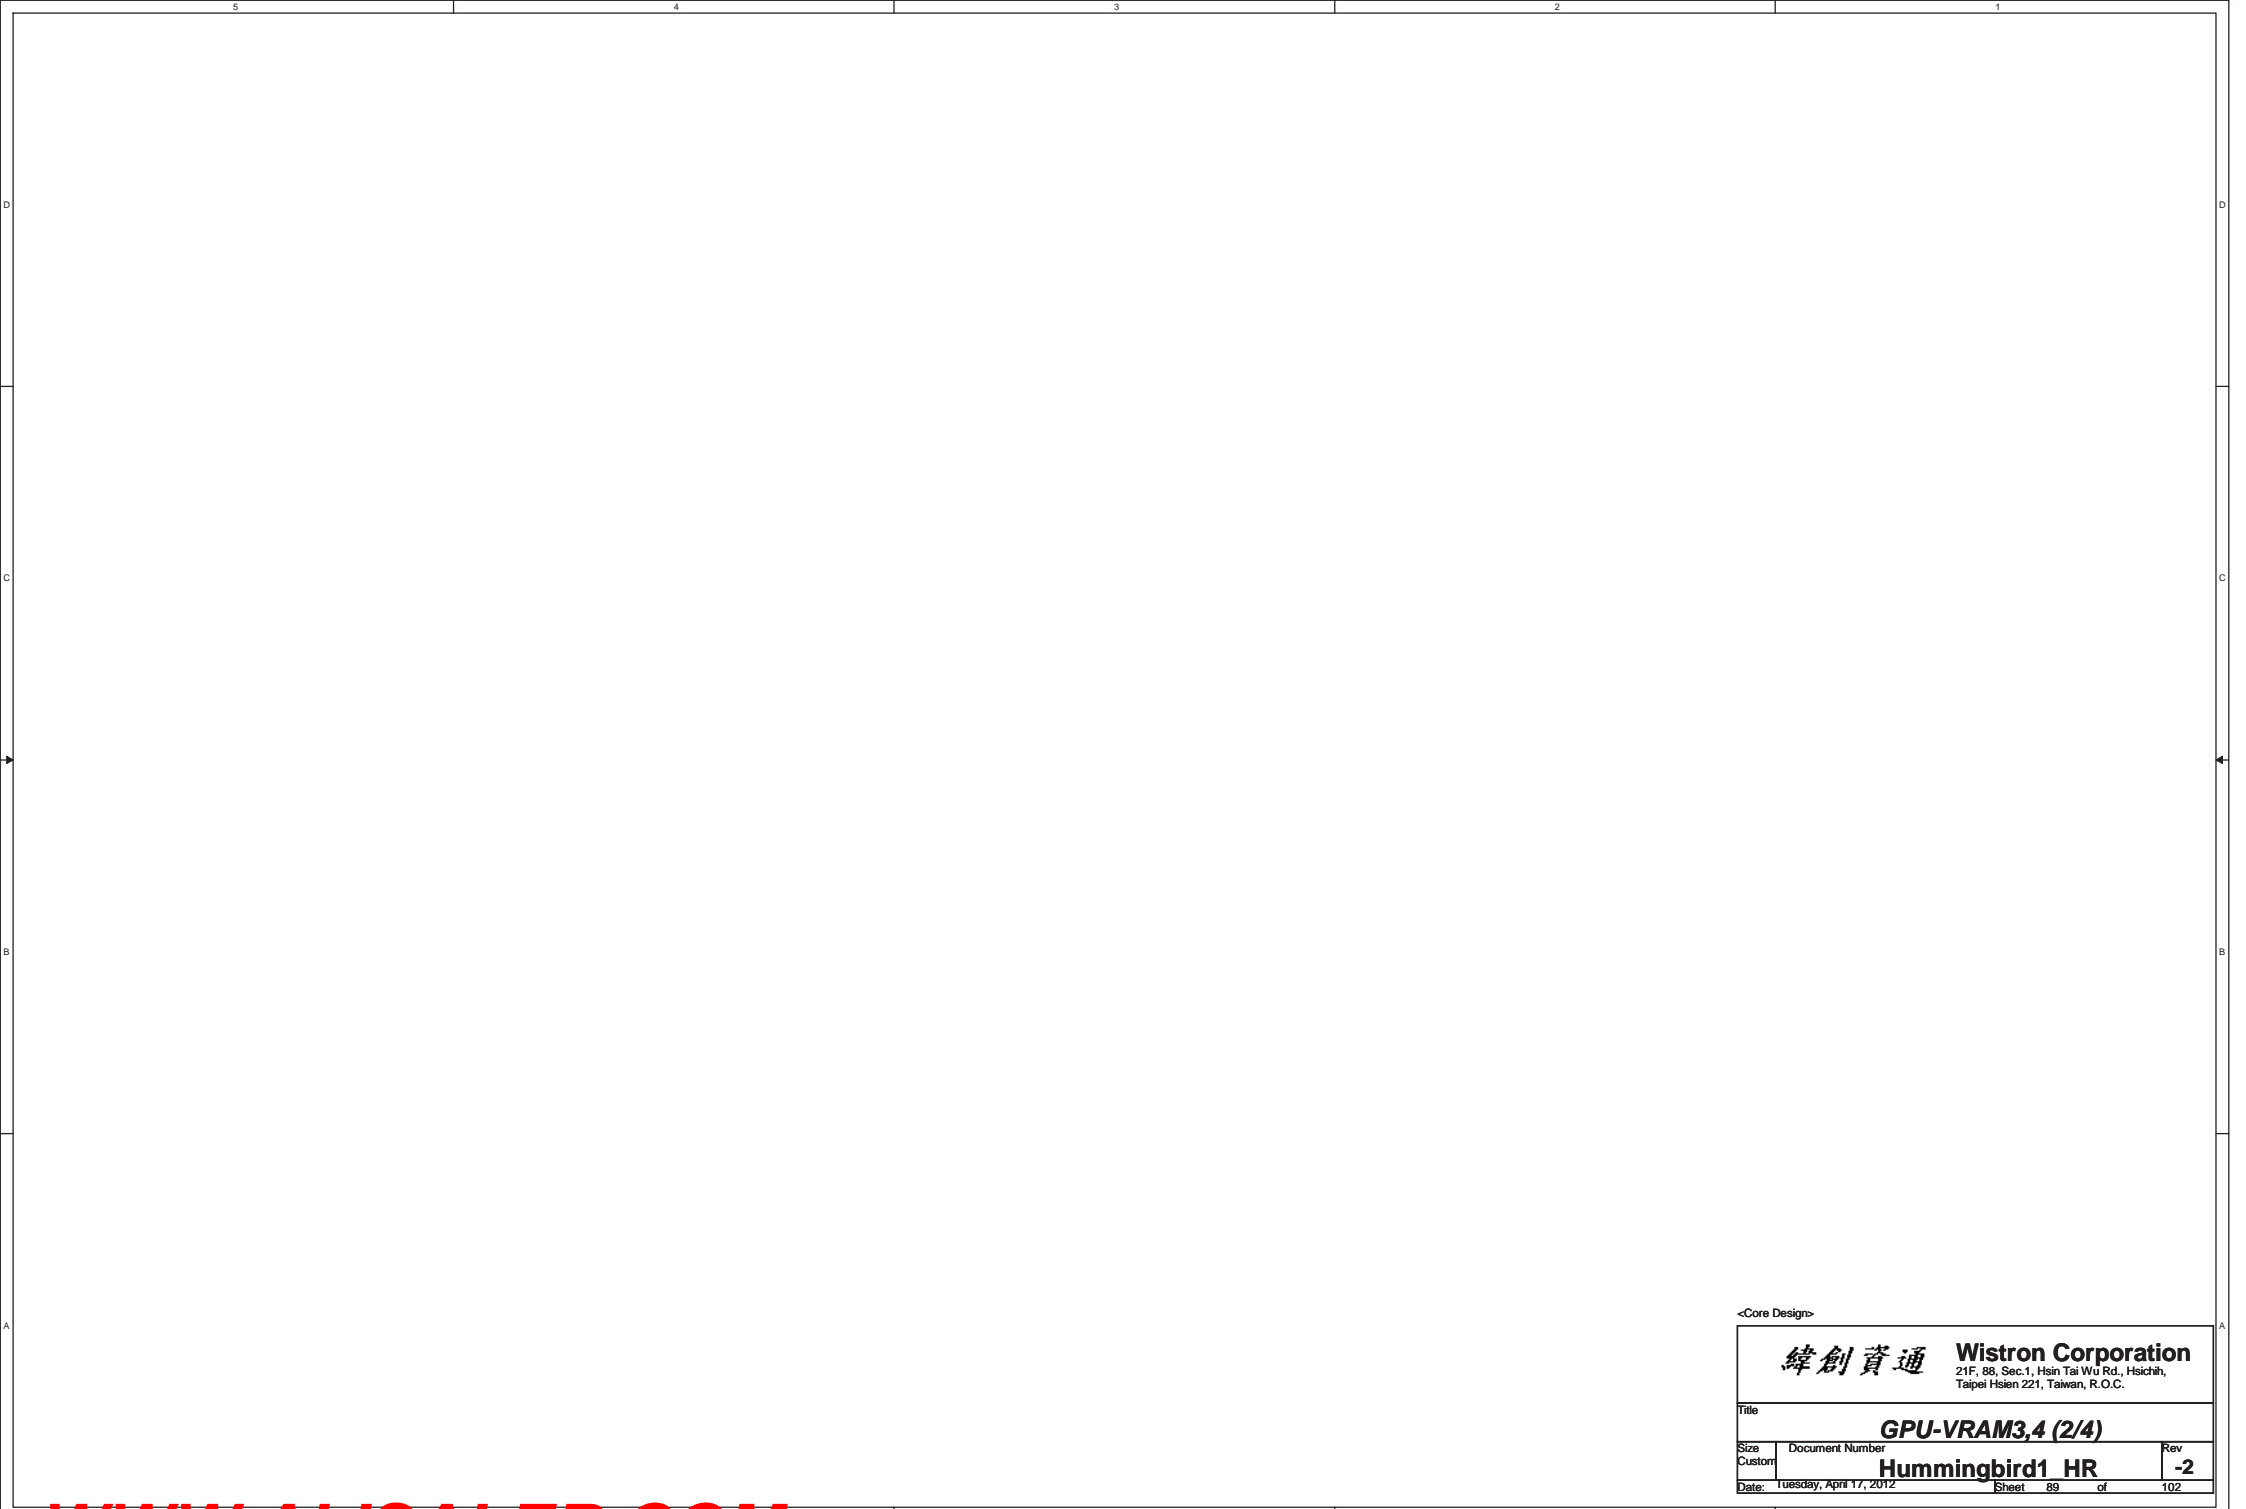 5 4 3 2 1
D D
C C
B B
A A
<Core Design>
緯創資通
Wistron Corporation
21F, 88, Sec.1, Hsin Tai Wu Rd., Hsichih,
Taipei Hsien 221, Taiwan, R.O.C.
Title
GPU-VRAM3,4 (2/4)
Size Document Number Rev
Custom Hummingbird1_HR -2
Date: Tuesday, April 17, 2012 Sheet 89 of 102